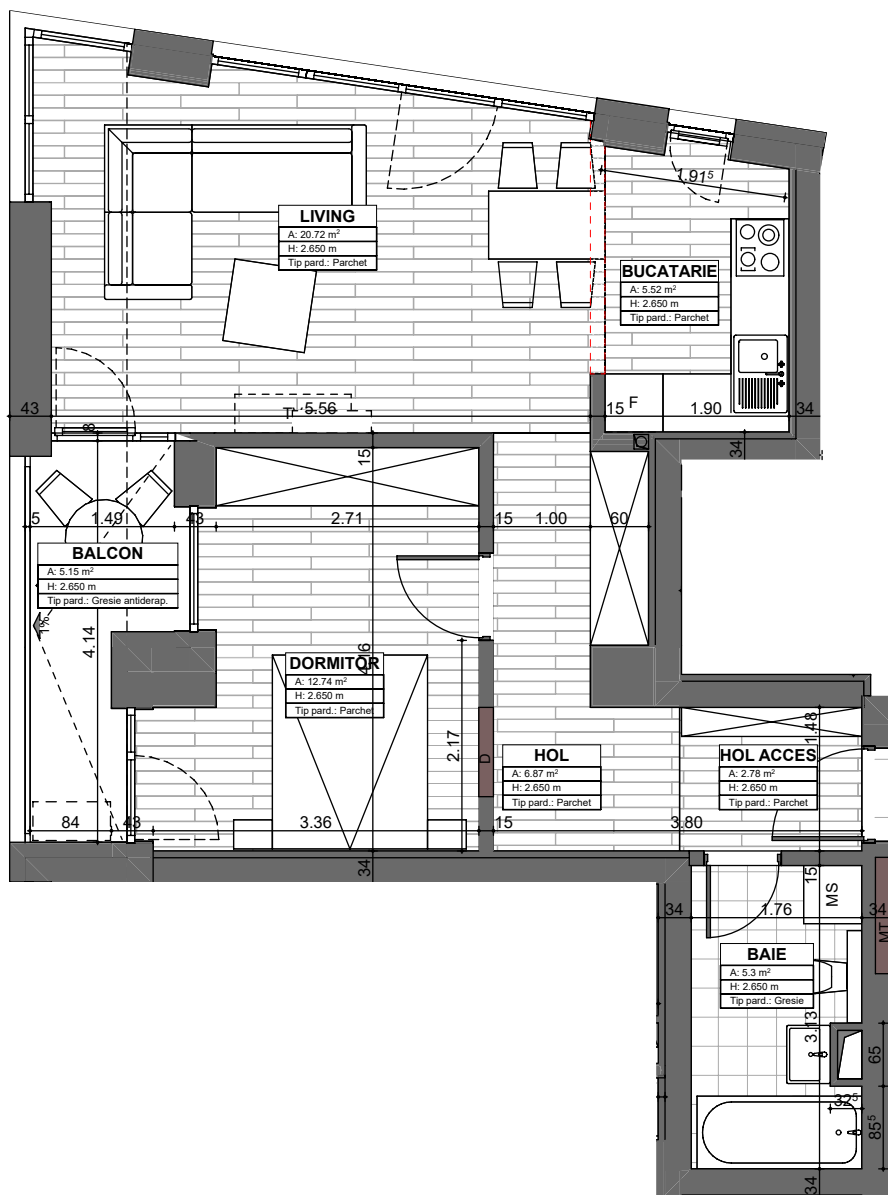 1.91⁵
LIVING
A: 20.72 m²
H: 2.650 m
Tip pard.: Parchet
BUCATARIE
A: 5.52 m²
H: 2.650 m
Tip pard.: Parchet
43
5.56
15
F
1.90
34
8
15
34
5
1.49
43
2.71
15
1.00
60
BALCON
A: 5.15 m²
H: 2.650 m
Tip pard.: Gresie antiderap.
1%
4.14
4.16
DORMITOR
A: 12.74 m²
H: 2.650 m
Tip pard.: Parchet
2.17
D
HOL
A: 6.87 m²
H: 2.650 m
Tip pard.: Parchet
1.48
HOL ACCES
A: 2.78 m²
H: 2.650 m
Tip pard.: Parchet
84
43
3.36
15
3.80
34
15
MS
34
1.76
34
MT
BAIE
A: 5.3 m²
H: 2.650 m
Tip pard.: Gresie
3.13
65
32⁵
85⁵
34